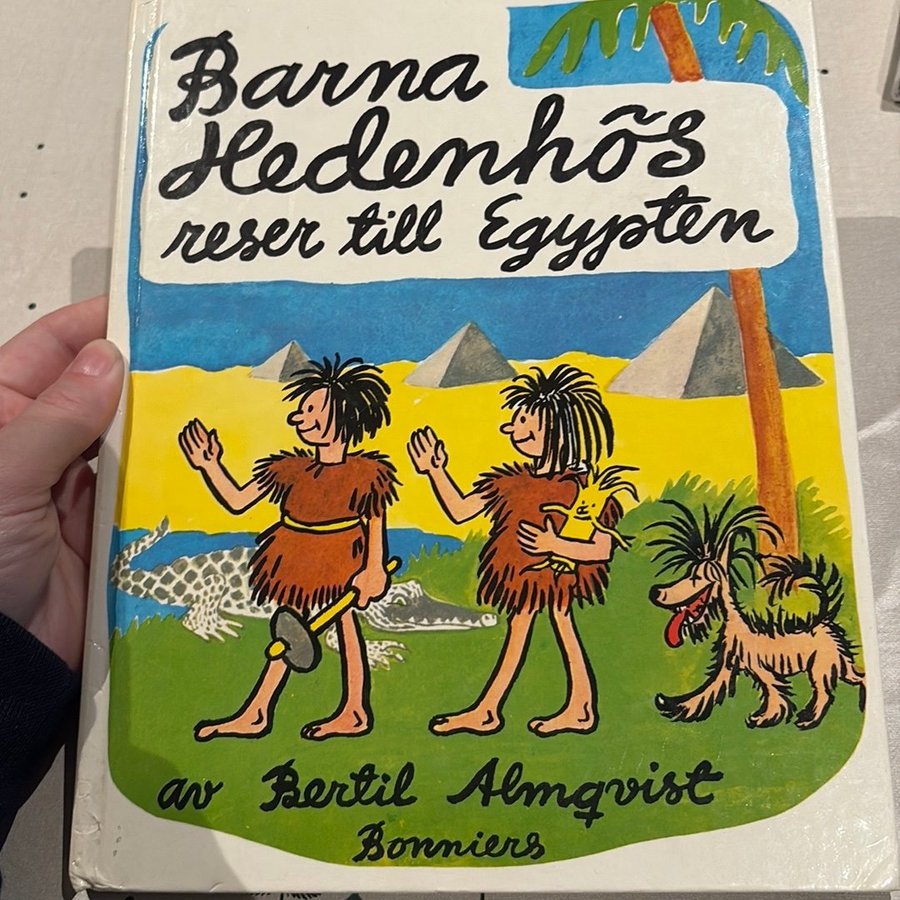 Barna
Hedenhös
reser till Egypten
av Bertil Almqvist
Bonniers